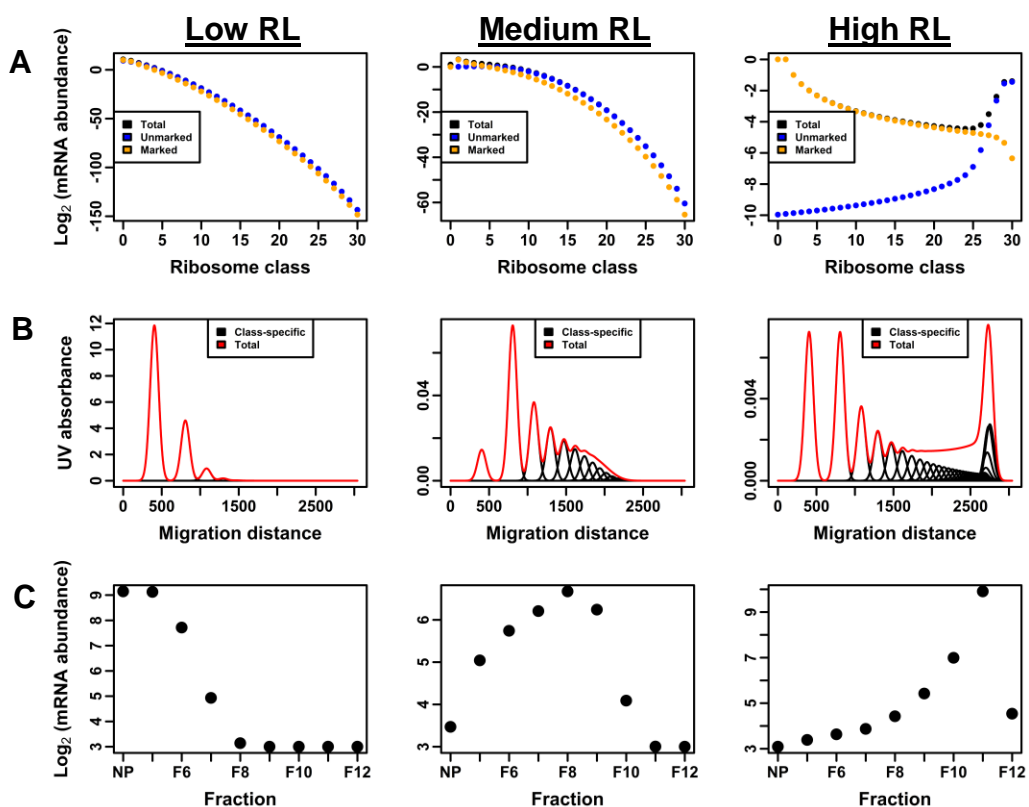 Low RL
Medium RL
High RL
A
Log2 (mRNA abundance)
0
-50
-100
-150
Total
Unmarked
Marked
0 5 10 15 20 25 30
Ribosome class
0
-20
-40
-60
Total
Unmarked
Marked
0 5 10 15 20 25 30
Ribosome class
0
-2
-4
-6
-8
-10
Total
Unmarked
Marked
0 5 10 15 20 25 30
Ribosome class
B
UV absorbance
12
10
8
6
4
2
0
Class-specific
Total
0 500 1500 2500
Migration distance
0.04
0.00
Class-specific
Total
0 500 1500 2500
Migration distance
0.004
0.000
Class-specific
Total
0 500 1500 2500
Migration distance
C
Log2 (mRNA abundance)
9
8
7
6
5
4
3
NP F6 F8 F10 F12
Fraction
6
5
4
3
NP F6 F8 F10 F12
Fraction
9
7
5
3
NP F6 F8 F10 F12
Fraction